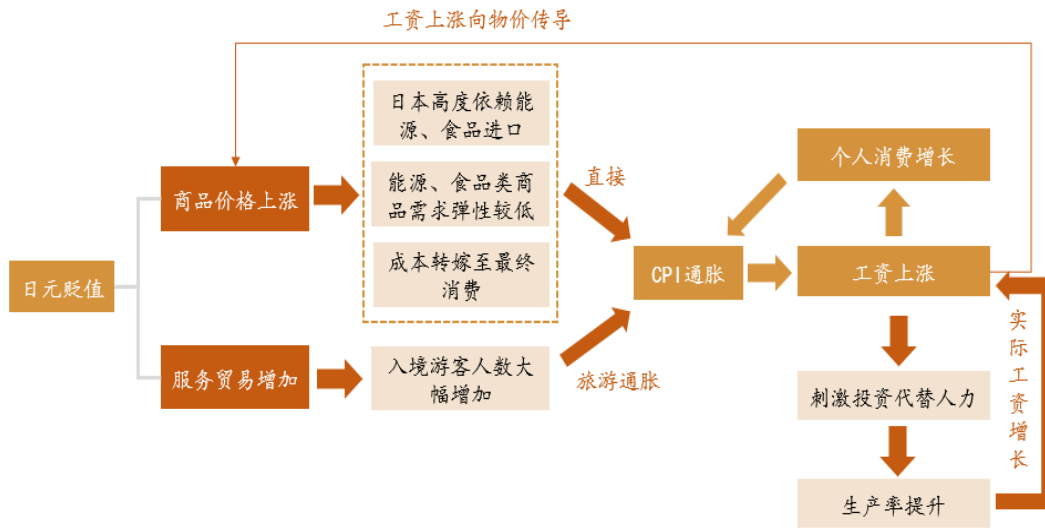 工资上涨向物价传导
日本高度依赖能
源、食品进口
商品价格上涨
能源、食品类商
品需求弹性较低
直接
个人消费增长
成本转嫁至最终
消费
日元贬值
CPI通胀
工资上涨
服务贸易增加
入境游客人数大
幅增加
旅游通胀
刺激投资代替人力
实际工资增长
生产率提升